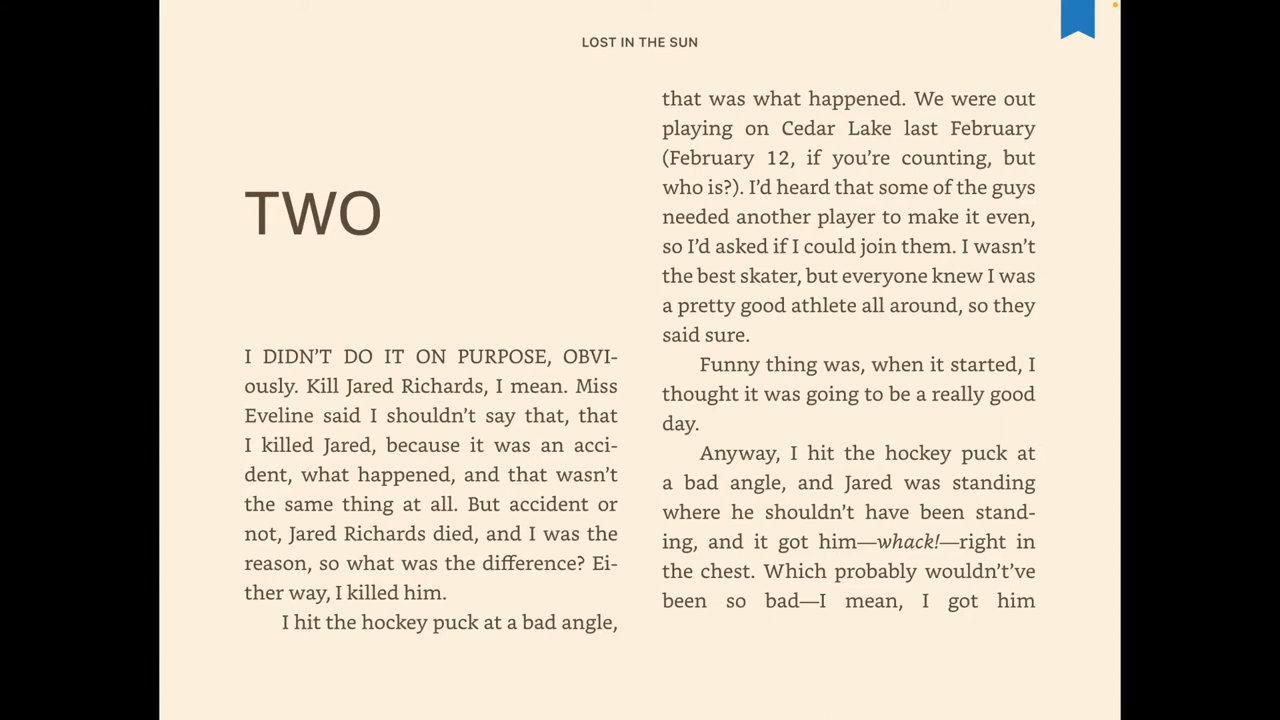 LOST IN THE SUN
TWO
I DIDN’T DO IT ON PURPOSE, OBVI-
ously. Kill Jared Richards, I mean. Miss
Eveline said I shouldn’t say that, that
I killed Jared, because it was an acci-
dent, what happened, and that wasn’t
the same thing at all. But accident or
not, Jared Richards died, and I was the
reason, so what was the difference? Ei-
ther way, I killed him.
I hit the hockey puck at a bad angle,
that was what happened. We were out
playing on Cedar Lake last February
(February 12, if you’re counting, but
who is?). I’d heard that some of the guys
needed another player to make it even,
so I’d asked if I could join them. I wasn’t
the best skater, but everyone knew I was
a pretty good athlete all around, so they
said sure.
Funny thing was, when it started, I
thought it was going to be a really good
day.
Anyway, I hit the hockey puck at
a bad angle, and Jared was standing
where he shouldn’t have been stand-
ing, and it got him—whack!—right in
the chest. Which probably wouldn’t’ve
been so bad—I mean, I got him